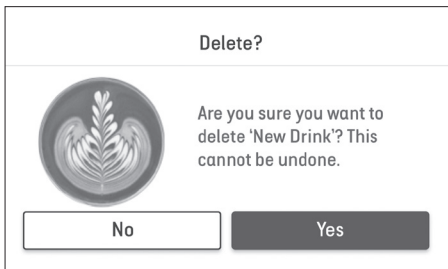 Delete?
Are you sure you want to
delete ‘New Drink’? This
cannot be undone.
No
Yes